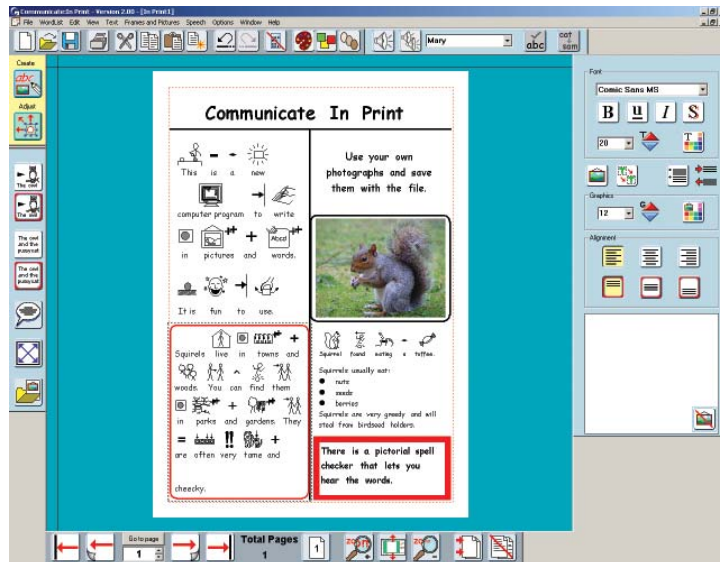 Communicate:In Print - Version 2.00 - [In Print1]
File WordList Edit View Text Frames and Pictures Speech Options Window Help
Mary
abc
cat
sam
Create
abc
Adjust
The owl
The owl
The owl
and the
pussycat
The owl
and the
pussycat
Communicate In Print
This is a new
computer program to write
Abcd
in pictures and words.
It is fun to use.
Squirrels live in towns and
woods. You can find them
in parks and gardens. They
are often very tame and
cheecky.
Use your own
photographs and save
them with the file.
Squirrel found eating a toffee.
Squirrels usually eat:
● nuts
● seeds
● berries
Squirrels are very greedy and will
steal from birdseed holders.
There is a pictorial spell
checker that lets you
hear the words.
Font
Comic Sans MS
B U I S
20
T
T
Graphics
12
G
Alignment
Go to page
1
Total Pages
1
1
zoom
zoom